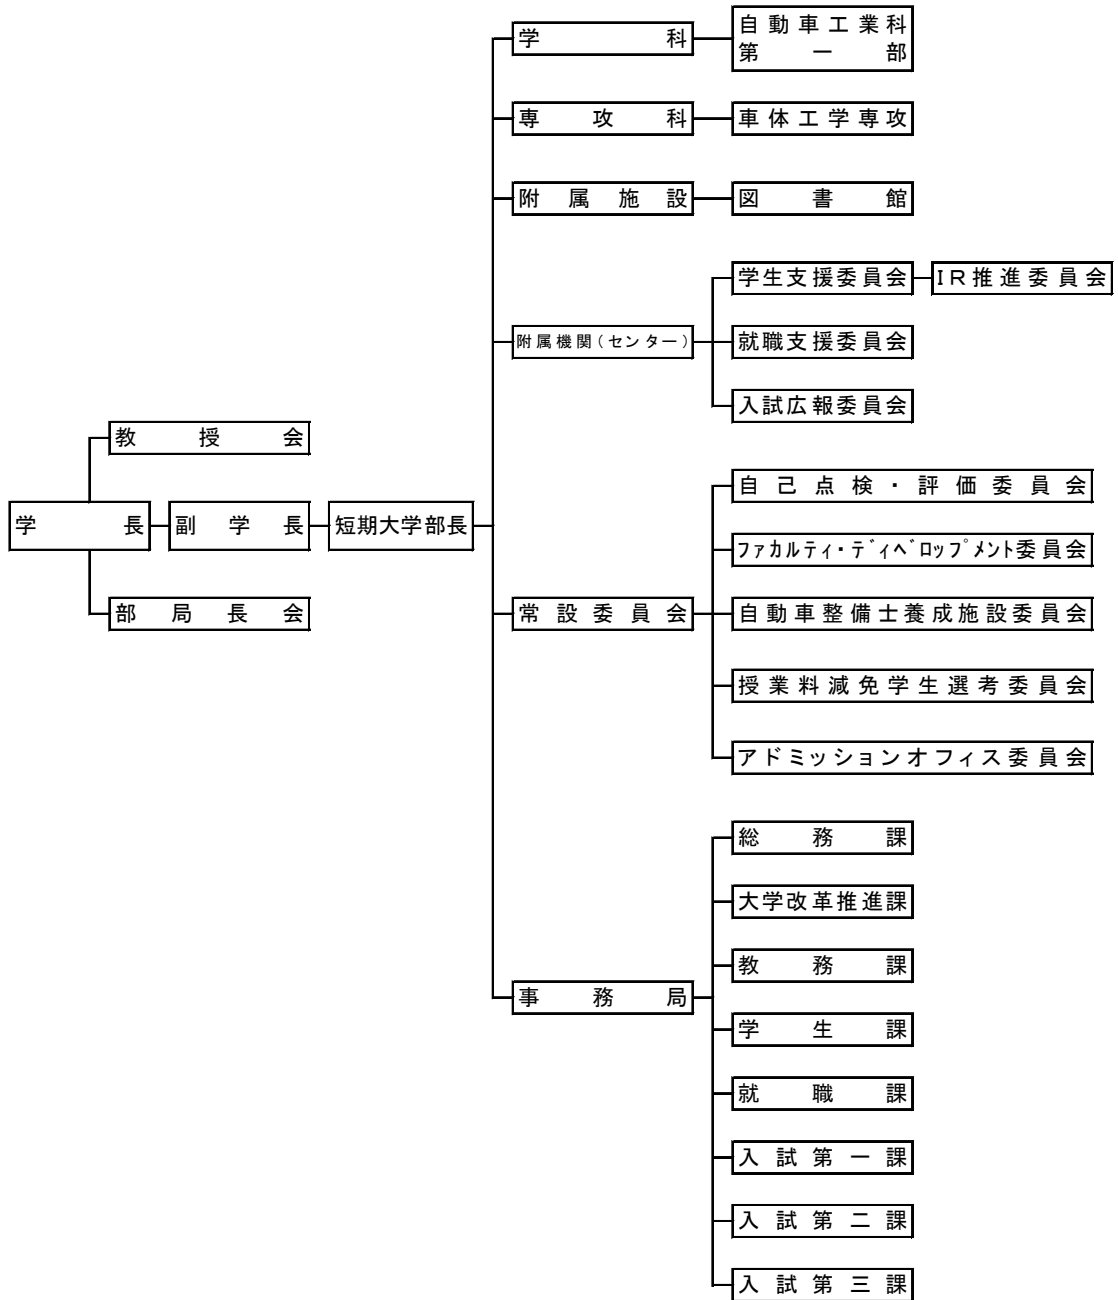 学長
教授会
部局長会
副学長
短期大学部長
学科
自動車工業科
第一部
専攻科
車体工学専攻
附属施設
図書館
附属機関(センター)
学生支援委員会
IR推進委員会
就職支援委員会
入試広報委員会
常設委員会
自己点検・評価委員会
ファカルティ・ディベロップメント委員会
自動車整備士養成施設委員会
授業料減免学生選考委員会
アドミッションオフィス委員会
事務局
総務課
大学改革推進課
教務課
学生課
就職課
入試第一課
入試第二課
入試第三課